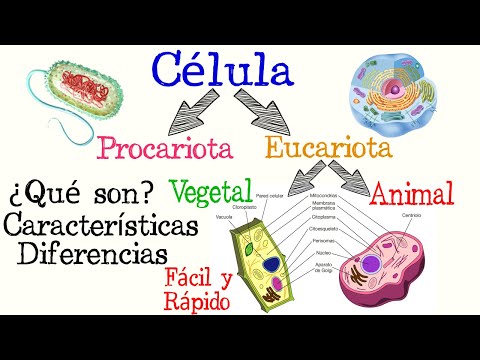 Célula
Procariota
Eucariota
¿Qué son?
Características
Diferencias
Vegetal
Animal
Fácil y
Rápido
Pared celular
Cloroplasto
Vacuola
Mitocondrias
Membrana
plasmática
Citoplasma
Citoesqueleto
Peroxomas
Núcleo
Aparato
de Golgi
Centriolo